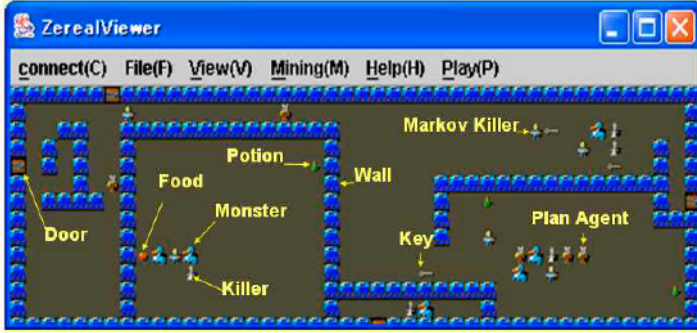 ZerealViewer
connect(C) File(F) View(V) Mining(M) Help(H) Play(P)
Markov Killer
Potion
Wall
Food
Monster
Plan Agent
Door
Key
Killer